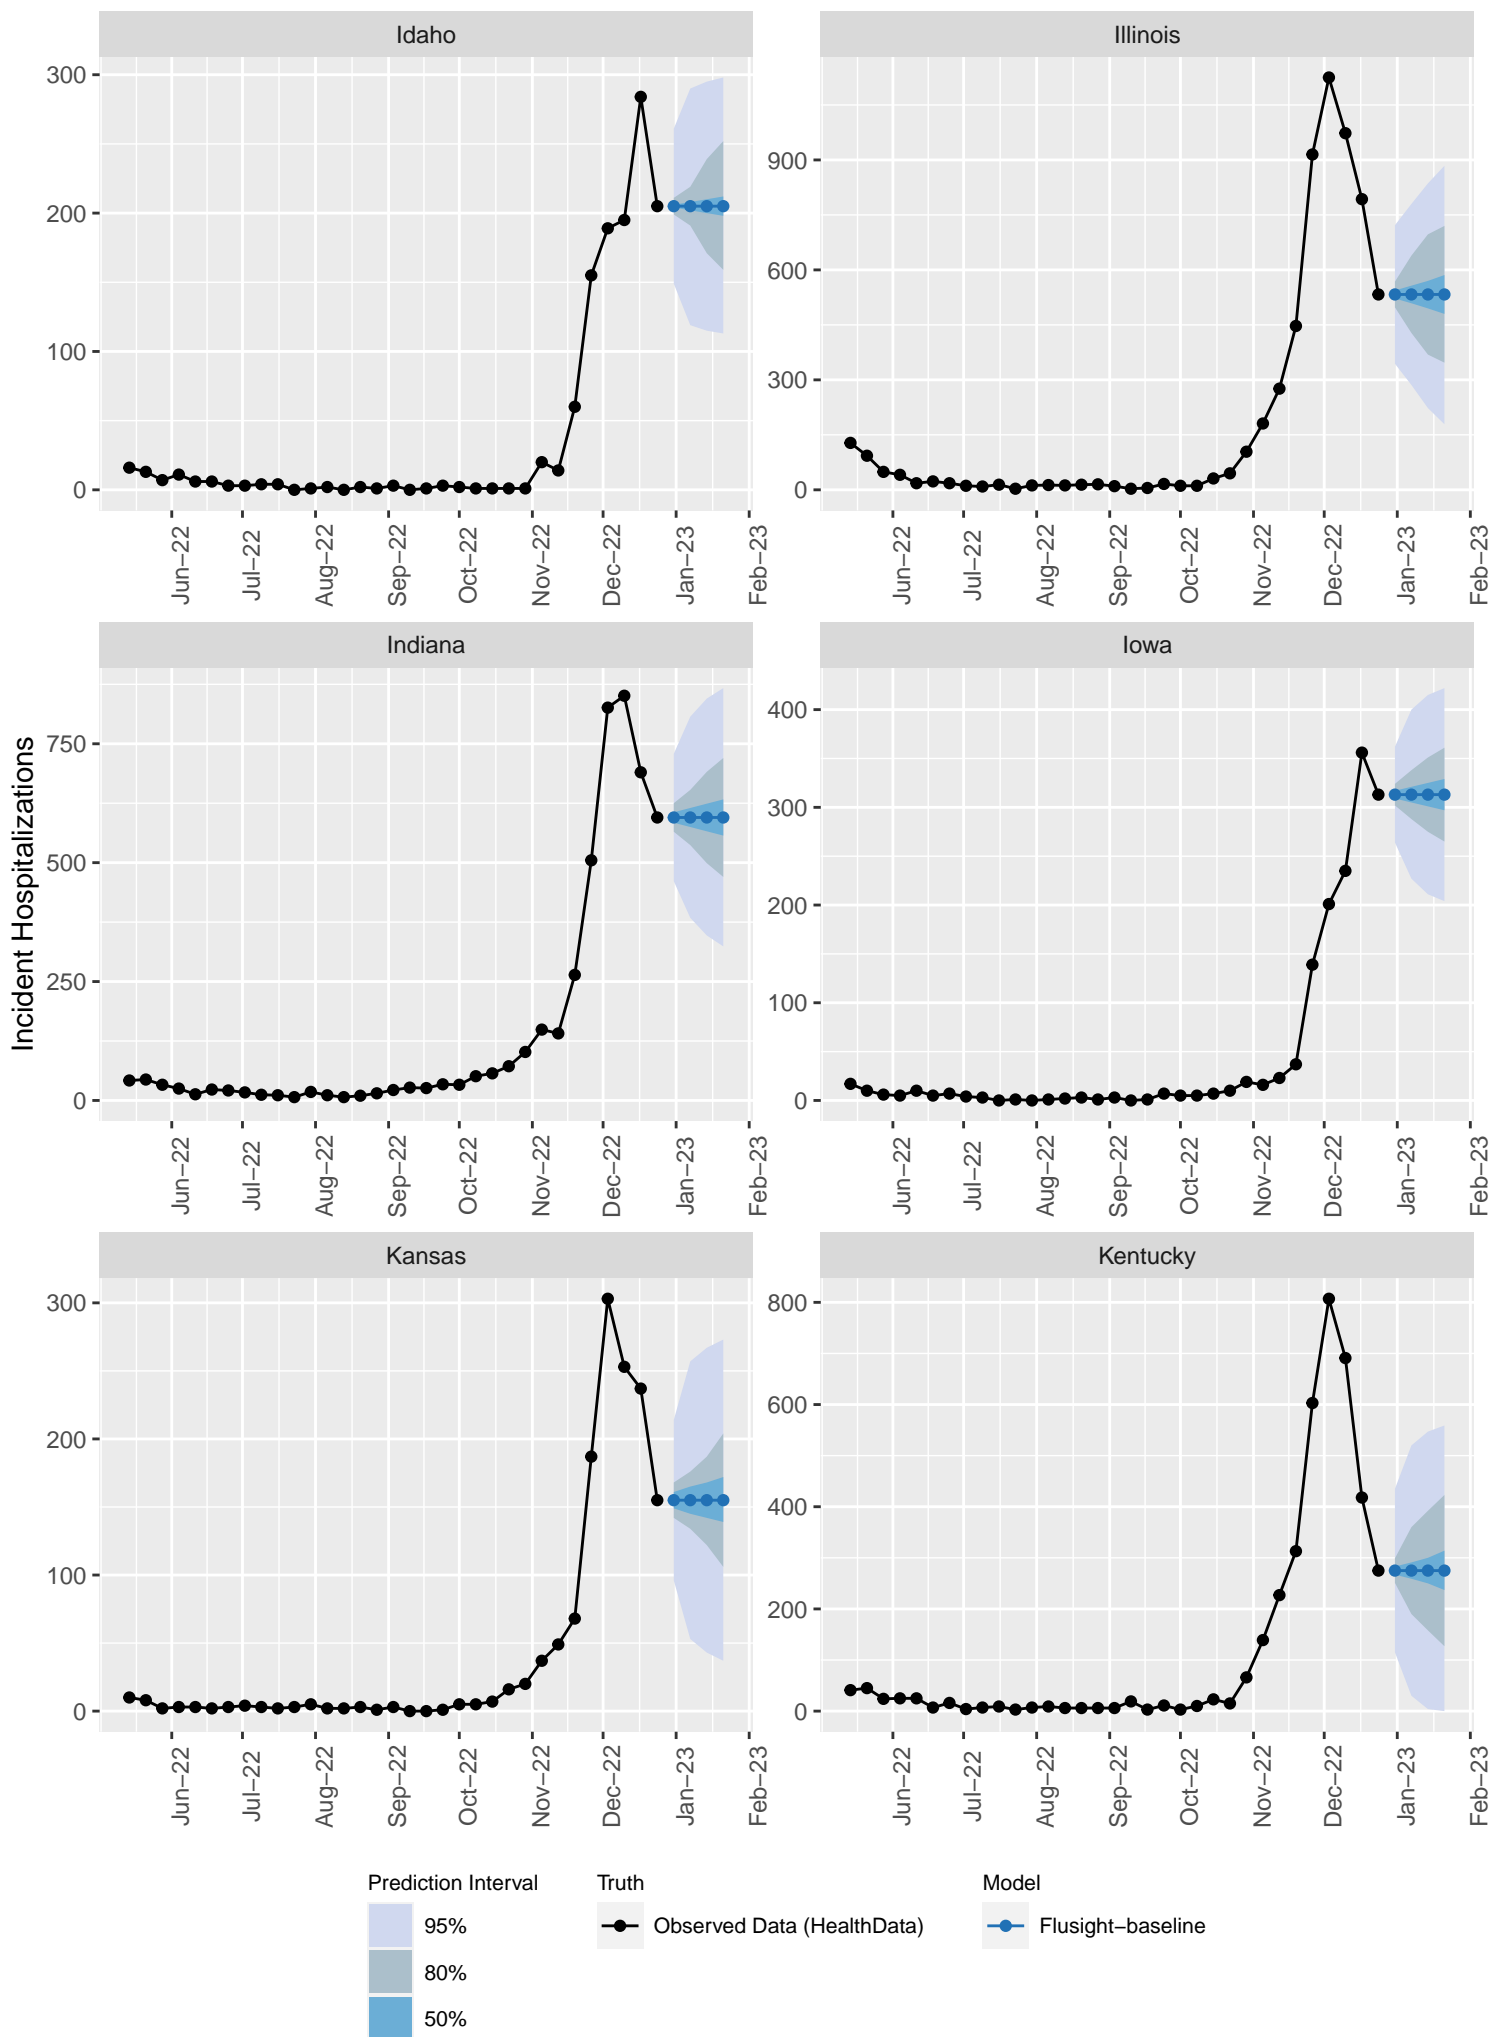 Idaho
Illinois
300
200
100
0
900
600
300
0
Jun−22
Jul−22
Aug−22
Sep−22
Oct−22
Nov−22
Dec−22
Jan−23
Feb−23
Jun−22
Jul−22
Aug−22
Sep−22
Oct−22
Nov−22
Dec−22
Jan−23
Feb−23
Indiana
Iowa
Incident Hospitalizations
750
500
250
0
400
300
200
100
0
Jun−22
Jul−22
Aug−22
Sep−22
Oct−22
Nov−22
Dec−22
Jan−23
Feb−23
Jun−22
Jul−22
Aug−22
Sep−22
Oct−22
Nov−22
Dec−22
Jan−23
Feb−23
Kansas
Kentucky
300
200
100
0
800
600
400
200
0
Jun−22
Jul−22
Aug−22
Sep−22
Oct−22
Nov−22
Dec−22
Jan−23
Feb−23
Jun−22
Jul−22
Aug−22
Sep−22
Oct−22
Nov−22
Dec−22
Jan−23
Feb−23
Prediction Interval
95%
80%
50%
Truth
Observed Data (HealthData)
Model
Flusight−baseline